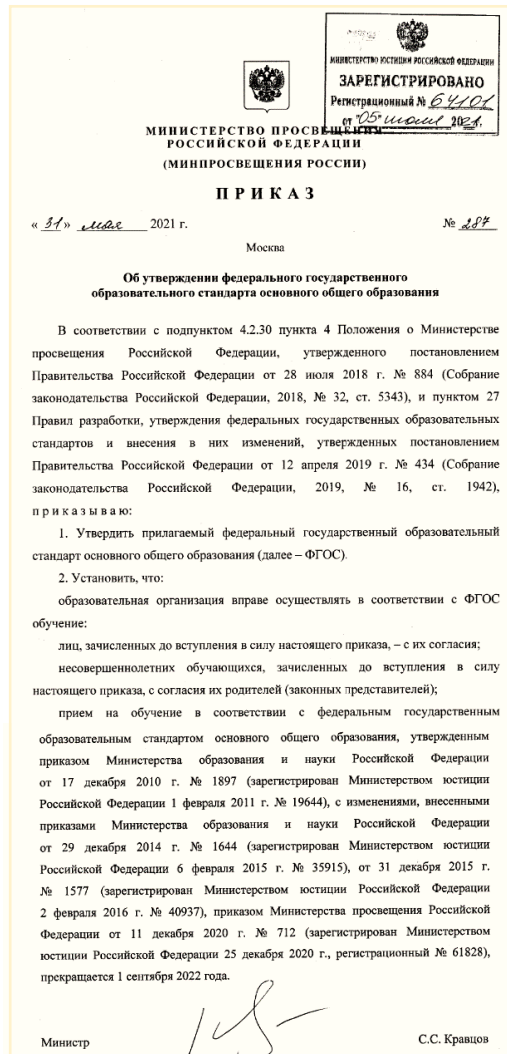 МИНИСТЕРСТВО ЮСТИЦИИ РОССИЙСКОЙ ФЕДЕРАЦИИ
ЗАРЕГИСТРИРОВАНО
Регистрационный № 64101
от "05" июля 2021.
МИНИСТЕРСТВО ПРОСВЕЩЕНИЯ
РОССИЙСКОЙ ФЕДЕРАЦИИ
(МИНПРОСВЕЩЕНИЯ РОССИИ)
ПРИКАЗ
« 31 » мая 2021 г. № 287
Москва
Об утверждении федерального государственного
образовательного стандарта основного общего образования
В соответствии с подпунктом 4.2.30 пункта 4 Положения о Министерстве
просвещения Российской Федерации, утвержденного постановлением
Правительства Российской Федерации от 28 июля 2018 г. № 884 (Собрание
законодательства Российской Федерации, 2018, № 32, ст. 5343), и пунктом 27
Правил разработки, утверждения федеральных государственных образовательных
стандартов и внесения в них изменений, утвержденных постановлением
Правительства Российской Федерации от 12 апреля 2019 г. № 434 (Собрание
законодательства Российской Федерации, 2019, № 16, ст. 1942),
приказываю:
1. Утвердить прилагаемый федеральный государственный образовательный
стандарт основного общего образования (далее – ФГОС).
2. Установить, что:
образовательная организация вправе осуществлять в соответствии с ФГОС
обучение:
лиц, зачисленных до вступления в силу настоящего приказа, – с их согласия;
несовершеннолетних обучающихся, зачисленных до вступления в силу
настоящего приказа, с согласия их родителей (законных представителей);
прием на обучение в соответствии с федеральным государственным
образовательным стандартом основного общего образования, утвержденным
приказом Министерства образования и науки Российской Федерации
от 17 декабря 2010 г. № 1897 (зарегистрирован Министерством юстиции
Российской Федерации 1 февраля 2011 г. № 19644), с изменениями, внесенными
приказами Министерства образования и науки Российской Федерации
от 29 декабря 2014 г. № 1644 (зарегистрирован Министерством юстиции
Российской Федерации 6 февраля 2015 г. № 35915), от 31 декабря 2015 г.
№ 1577 (зарегистрирован Министерством юстиции Российской Федерации
2 февраля 2016 г. № 40937), приказом Министерства просвещения Российской
Федерации от 11 декабря 2020 г. № 712 (зарегистрирован Министерством
юстиции Российской Федерации 25 декабря 2020 г., регистрационный № 61828),
прекращается 1 сентября 2022 года.
Министр С.С. Кравцов